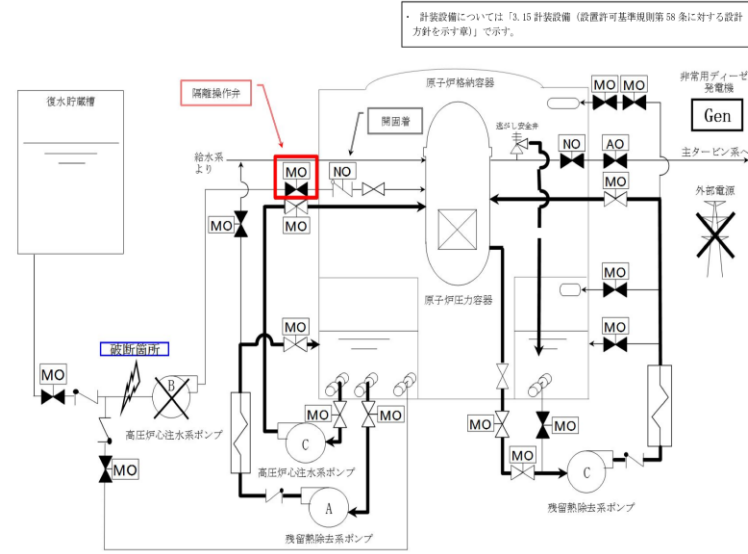 ・ 計装設備については「3.15 計装設備（設置許可基準規則第 58 条に対する設計
方針を示す章）」で示す。
復水貯蔵槽
隔離操作弁
開固着
原子炉格納容器
MO
MO
非常用ディーゼ
発電機
Gen
逃がし安全弁
給水系
より
MO
NO
NO
AO
主タービン系へ
MO
外部電源
MO
MO
原子炉圧力容器
MO
MO
MO
破断箇所
MO
B
高圧炉心注水系ポンプ
MO
MO
MO
MO
C
高圧炉心注水系ポンプ
MO
MO
C
A
残留熱除去系ポンプ
残留熱除去系ポンプ